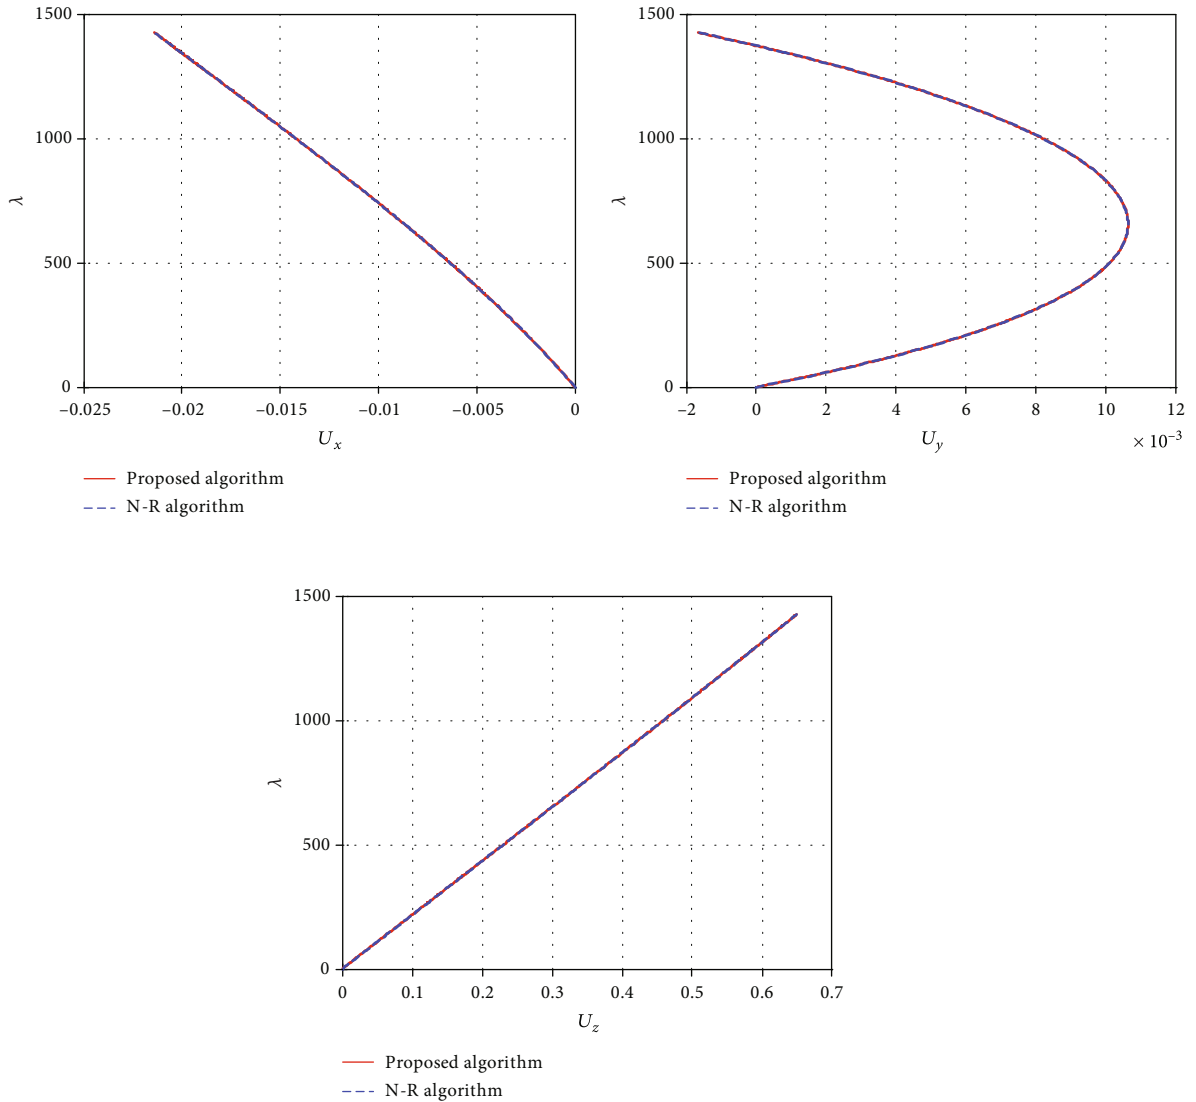 1500
1000
500
0
λ
−0.025
−0.02
−0.015
−0.01
−0.005
0
Uₓ
Proposed algorithm
N-R algorithm
1500
1000
500
0
λ
−2
0
2
4
6
8
10
12
U_y
× 10⁻³
Proposed algorithm
N-R algorithm
1500
1000
500
0
λ
0
0.1
0.2
0.3
0.4
0.5
0.6
0.7
U_z
Proposed algorithm
N-R algorithm